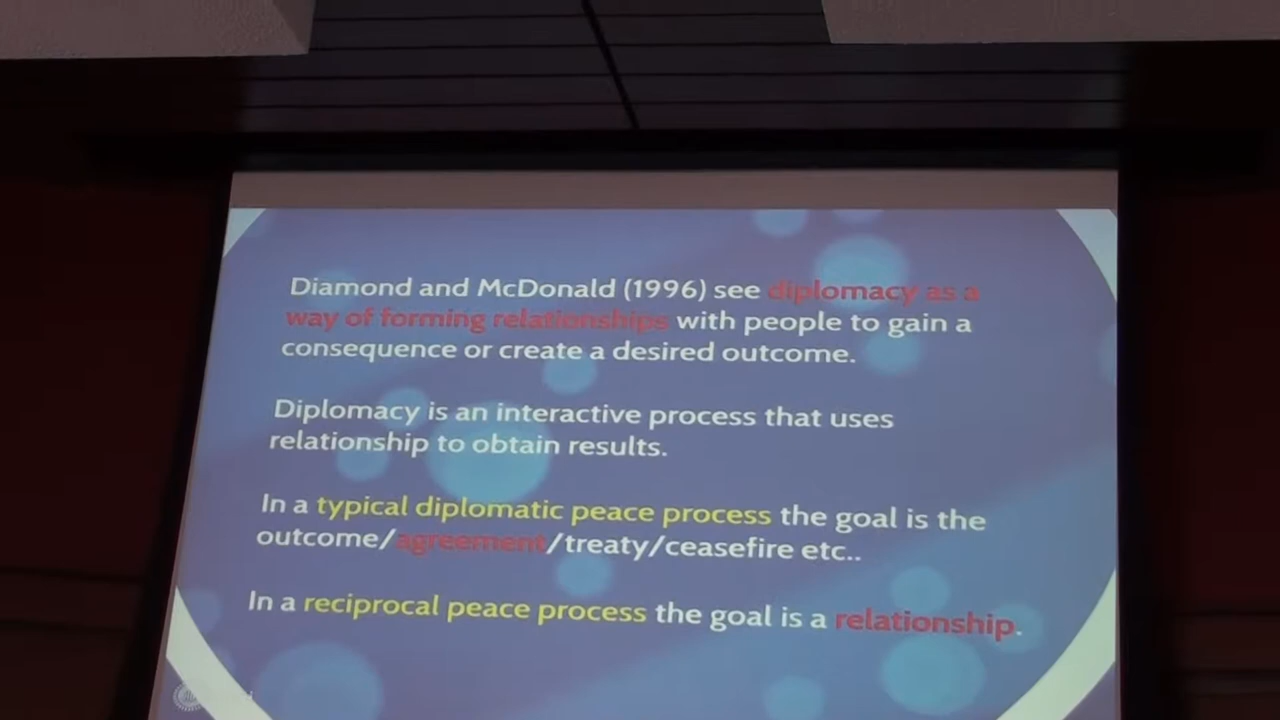 Diamond and McDonald (1996) see diplomacy as a
way of forming relationships with people to gain a
consequence or create a desired outcome.
Diplomacy is an interactive process that uses
relationship to obtain results.
In a typical diplomatic peace process the goal is the
outcome/agreement/treaty/ceasefire etc..
In a reciprocal peace process the goal is a relationship.